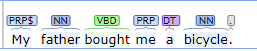 PRP$ NN VBD PRP DT NN .
My father bought me a bicycle.